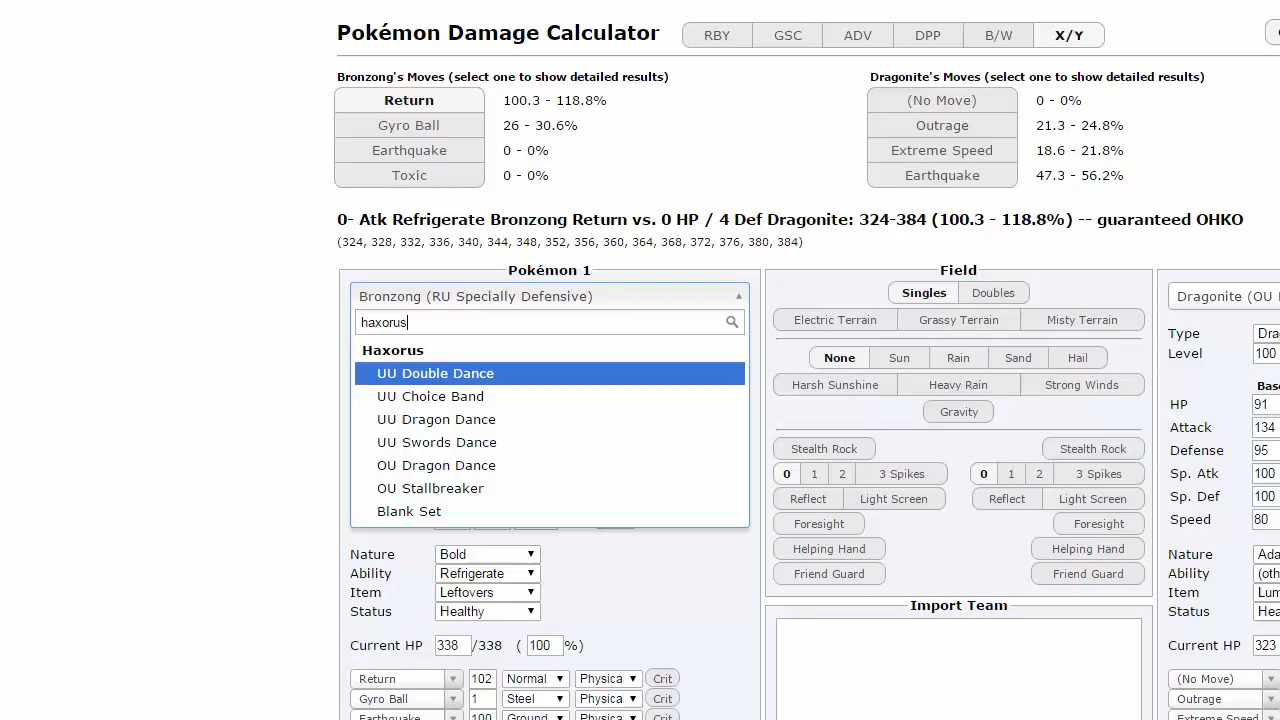 Pokémon Damage Calculator RBY GSC ADV DPP B/W X/Y
Bronzong's Moves (select one to show detailed results) Dragonite's Moves (select one to show detailed results)
Return 100.3 - 118.8% (No Move) 0 - 0%
Gyro Ball 26 - 30.6% Outrage 21.3 - 24.8%
Earthquake 0 - 0% Extreme Speed 18.6 - 21.8%
Toxic 0 - 0% Earthquake 47.3 - 56.2%
0- Atk Refrigerate Bronzong Return vs. 0 HP / 4 Def Dragonite: 324-384 (100.3 - 118.8%) -- guaranteed OHKO
(324, 328, 332, 336, 340, 344, 348, 352, 356, 360, 364, 368, 372, 376, 380, 384)
Pokémon 1
Bronzong (RU Specially Defensive)
haxorus
Haxorus
UU Double Dance
UU Choice Band
UU Dragon Dance
UU Swords Dance
OU Dragon Dance
OU Stallbreaker
Blank Set
Nature Bold
Ability Refrigerate
Item Leftovers
Status Healthy
Current HP 338 /338 ( 100 %)
Return 102 Normal Physica Crit
Gyro Ball 1 Steel Physica Crit
Earthquake 100 Ground Physica Crit
Field
Singles Doubles
Electric Terrain Grassy Terrain Misty Terrain
None Sun Rain Sand Hail
Harsh Sunshine Heavy Rain Strong Winds
Gravity
Stealth Rock Stealth Rock
0 1 2 3 Spikes 0 1 2 3 Spikes
Reflect Light Screen Reflect Light Screen
Foresight Foresight
Helping Hand Helping Hand
Friend Guard Friend Guard
Import Team
Dragonite (OU
Type Dra
Level 100
Base
HP 91
Attack 134
Defense 95
Sp. Atk 100
Sp. Def 100
Speed 80
Nature Ada
Ability (oth
Item Lum
Status Hea
Current HP 323
(No Move)
Outrage
Extreme Speed